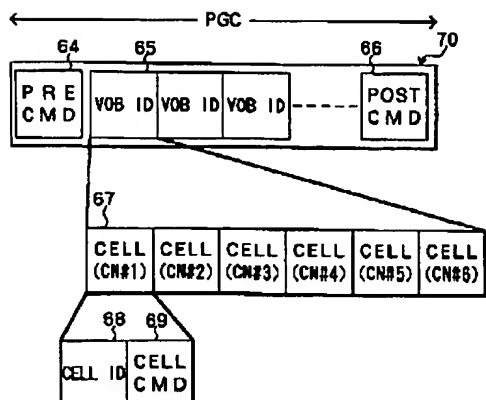 PGC
64 65 66 70
PRE CMD VOB ID VOB ID VOB ID POST CMD
67
CELL (CN#1) CELL (CN#2) CELL (CN#3) CELL (CN#4) CELL (CN#5) CELL (CN#6)
68 69
CELL ID CELL CMD